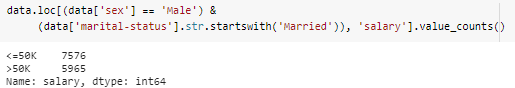 data.loc[(data['sex'] == 'Male') &
(data['marital-status'].str.startswith('Married')), 'salary'].value_counts()
<=50K    7576
>50K     5965
Name: salary, dtype: int64